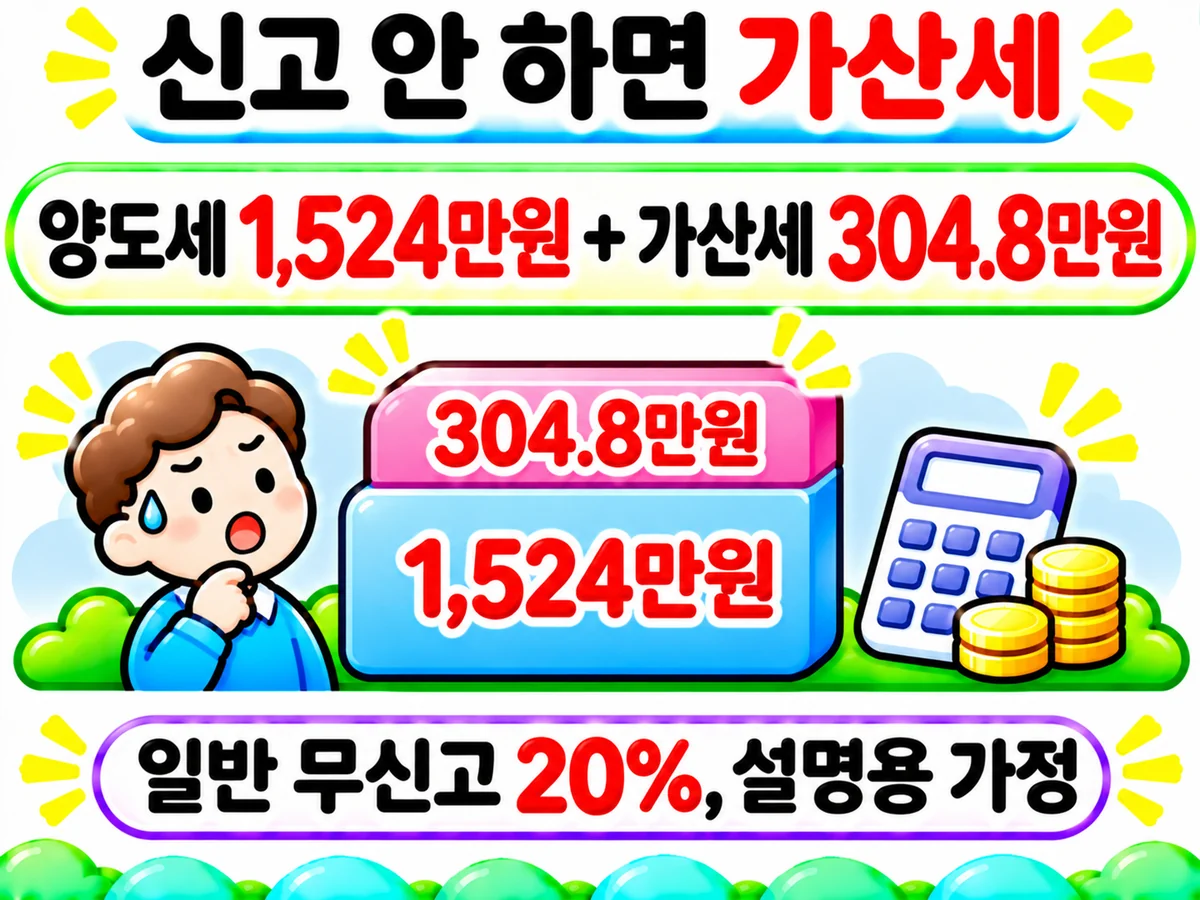 신고 안 하면 가산세
양도세 1,524만원 + 가산세 304.8만원
304.8만원
1,524만원
일반 무신고 20%, 설명용 가정